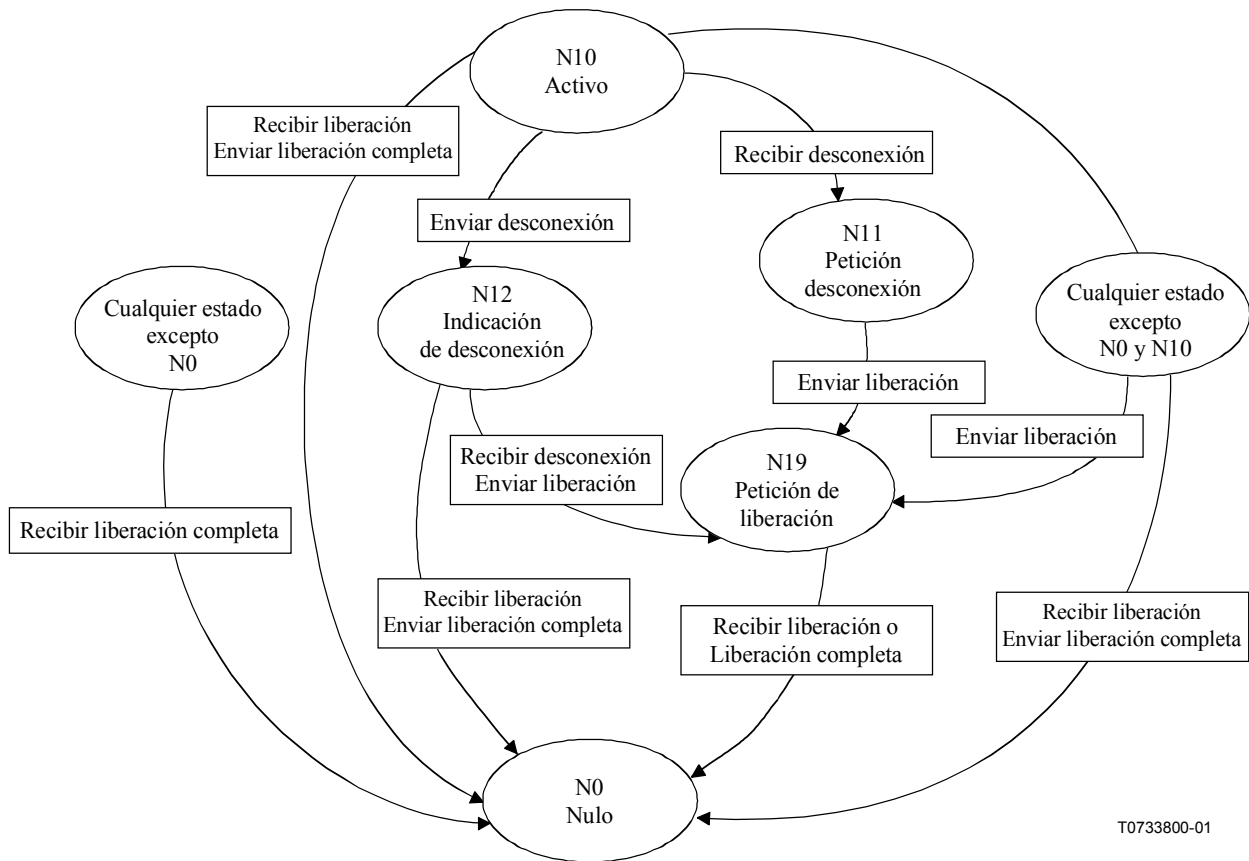 N10
Activo
Recibir liberación
Enviar liberación completa
Recibir desconexión
Enviar desconexión
N11
Petición
desconexión
N12
Indicación
de desconexión
Cualquier estado
excepto
N0
Cualquier estado
excepto
N0 y N10
Enviar liberación
Enviar liberación
Recibir desconexión
Enviar liberación
N19
Petición de
liberación
Recibir liberación completa
Recibir liberación
Enviar liberación completa
Recibir liberación o
Liberación completa
Recibir liberación
Enviar liberación completa
N0
Nulo
T0733800-01